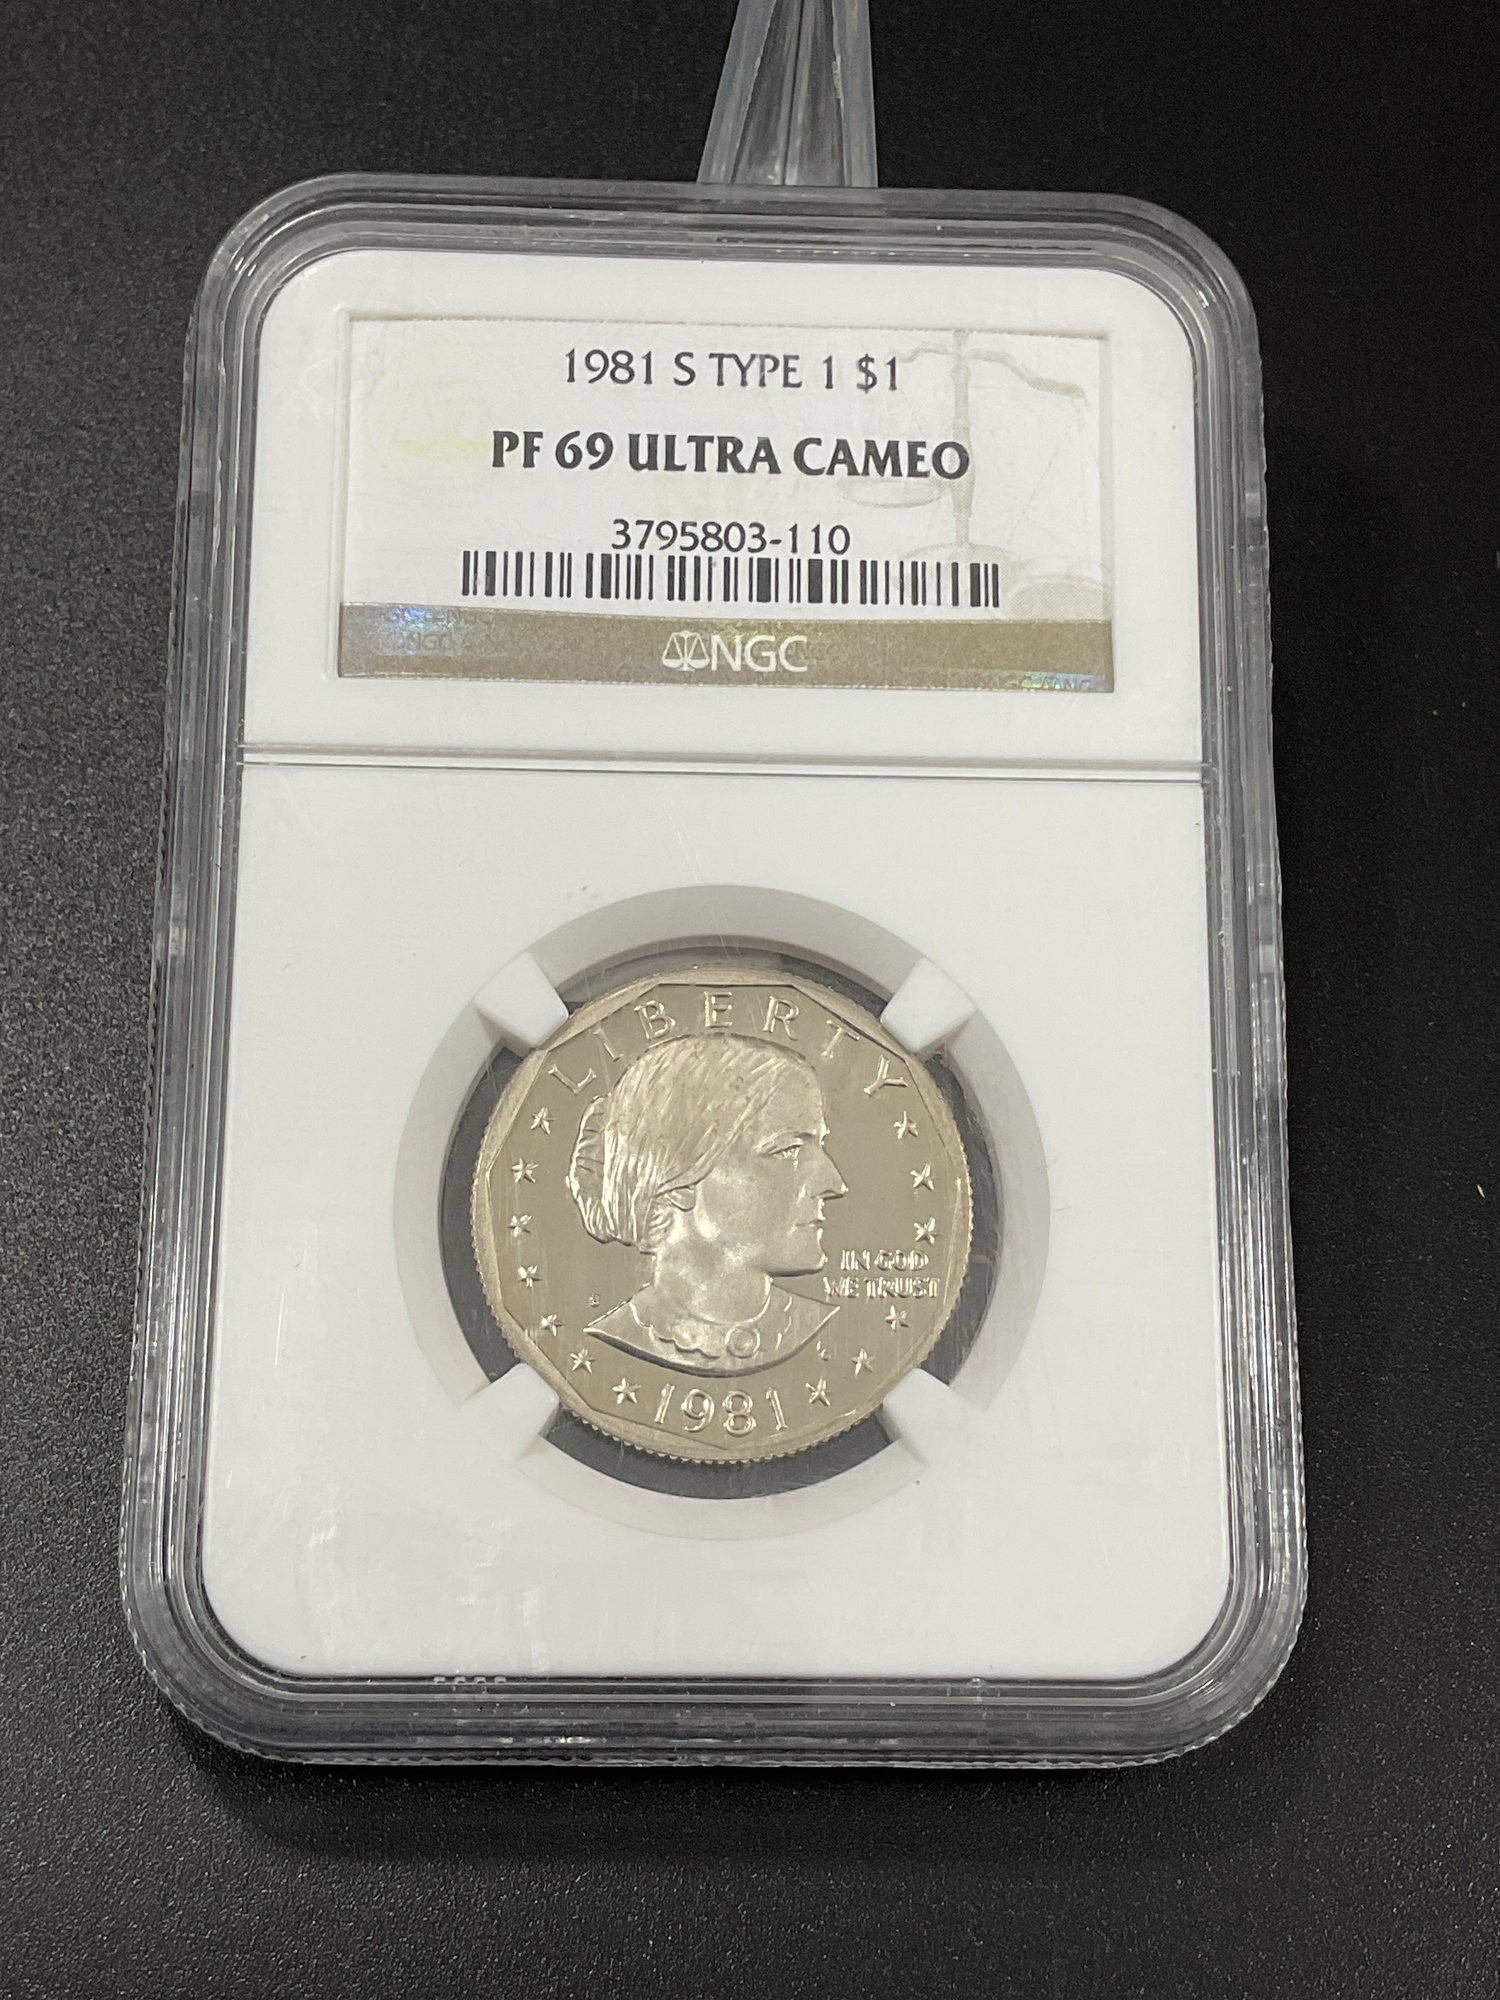 1981 S TYPE 1 $1
PF 69 ULTRA CAMEO
3795803-110
NGC
LIBERTY
IN GOD
WE TRUST
S
1981